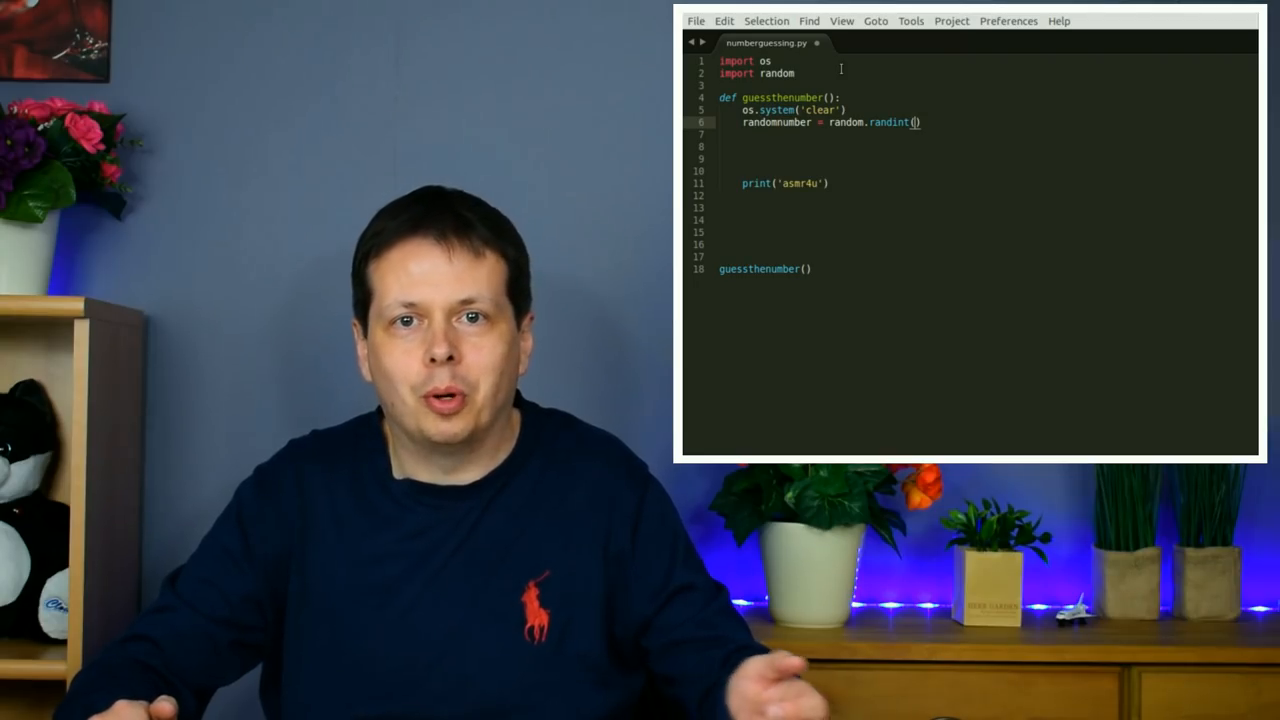 File Edit Selection Find View Goto Tools Project Preferences Help
numberguessing.py
1 import os
2 import random
3
4 def guessthenumber():
5 os.system('clear')
6 randomnumber = random.randint()
7
8
9
10
11 print('asmr4u')
12
13
14
15
16
17
18 guessthenumber()
HERB GARDEN